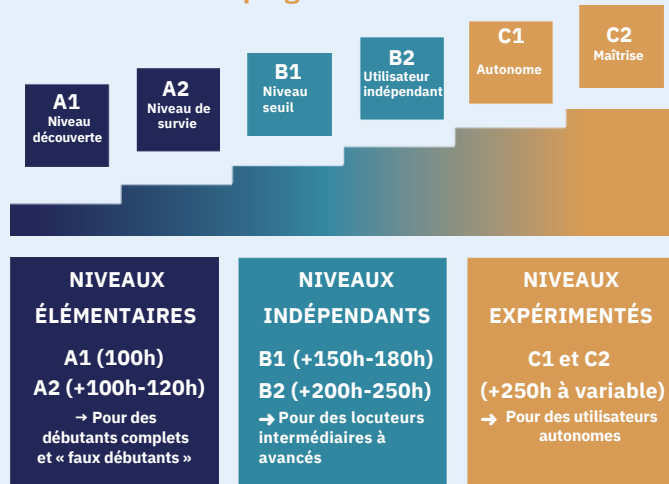 A1
Niveau
découverte
A2
Niveau de
survie
B1
Niveau
seuil
B2
Utilisateur
indépendant
C1
Autonome
C2
Maîtrise
NIVEAUX
ÉLÉMENTAIRES
A1 (100h)
A2 (+100h-120h)
→ Pour des
débutants complets
et « faux débutants »
NIVEAUX
INDÉPENDANTS
B1 (+150h-180h)
B2 (+200h-250h)
→ Pour des locuteurs
intermédiaires à
avancés
NIVEAUX
EXPÉRIMENTÉS
C1 et C2
(+250h à variable)
→ Pour des utilisateurs
autonomes